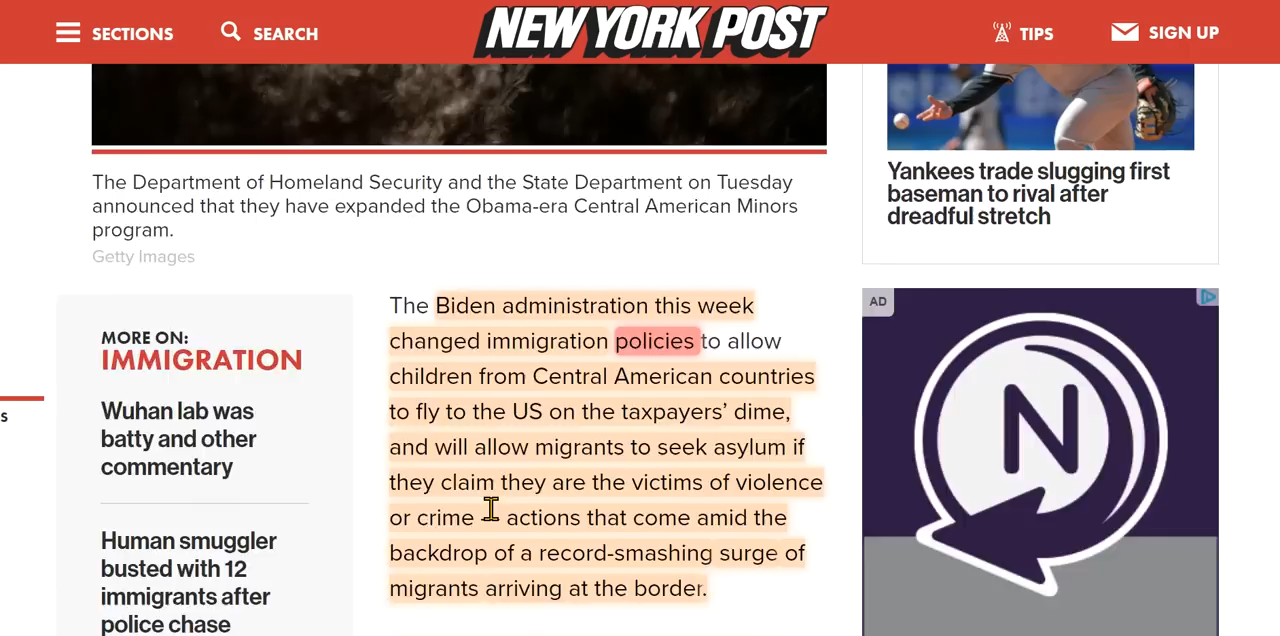 SECTIONS
SEARCH
NEW YORK POST
TIPS
SIGN UP
The Department of Homeland Security and the State Department on Tuesday
announced that they have expanded the Obama-era Central American Minors
program.
Getty Images
Yankees trade slugging first
baseman to rival after
dreadful stretch
s
MORE ON:
IMMIGRATION
Wuhan lab was
batty and other
commentary
Human smuggler
busted with 12
immigrants after
police chase
The Biden administration this week
changed immigration policies to allow
children from Central American countries
to fly to the US on the taxpayers’ dime,
and will allow migrants to seek asylum if
they claim they are the victims of violence
or crime actions that come amid the
backdrop of a record-smashing surge of
migrants arriving at the border.
AD
N